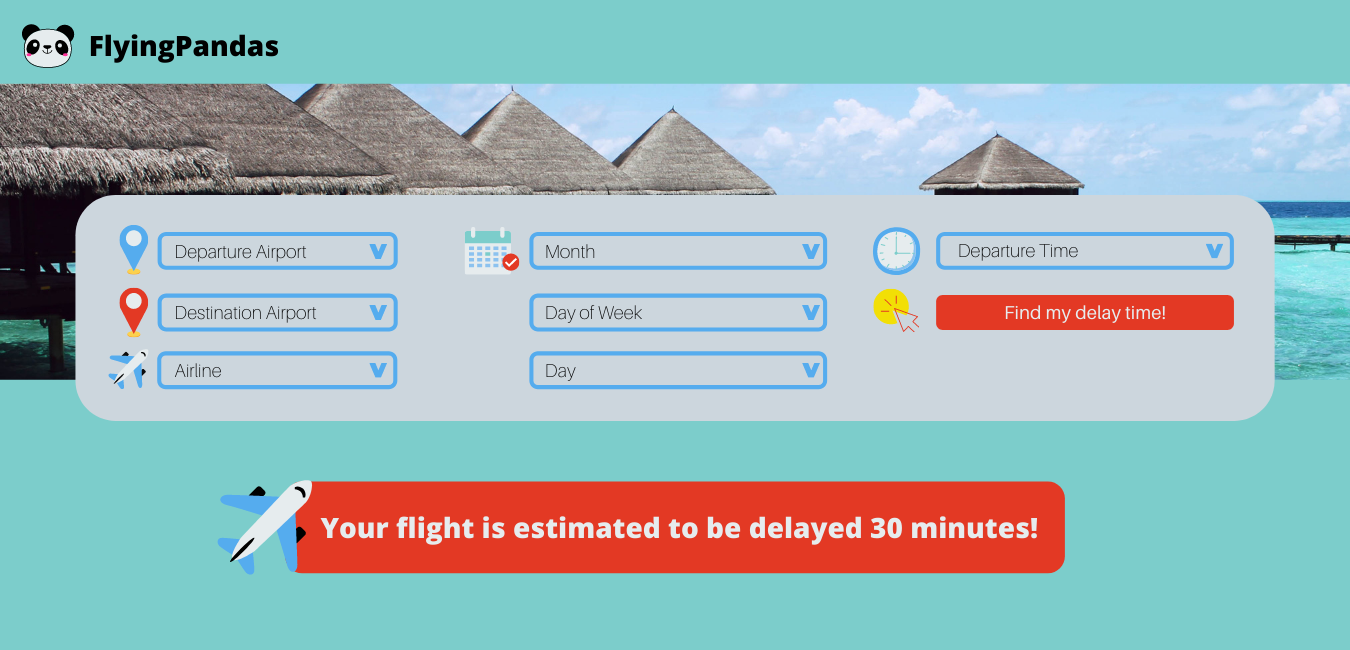 FlyingPandas
Departure Airport
Month
Departure Time
Destination Airport
Day of Week
Find my delay time!
Airline
Day
Your flight is estimated to be delayed 30 minutes!